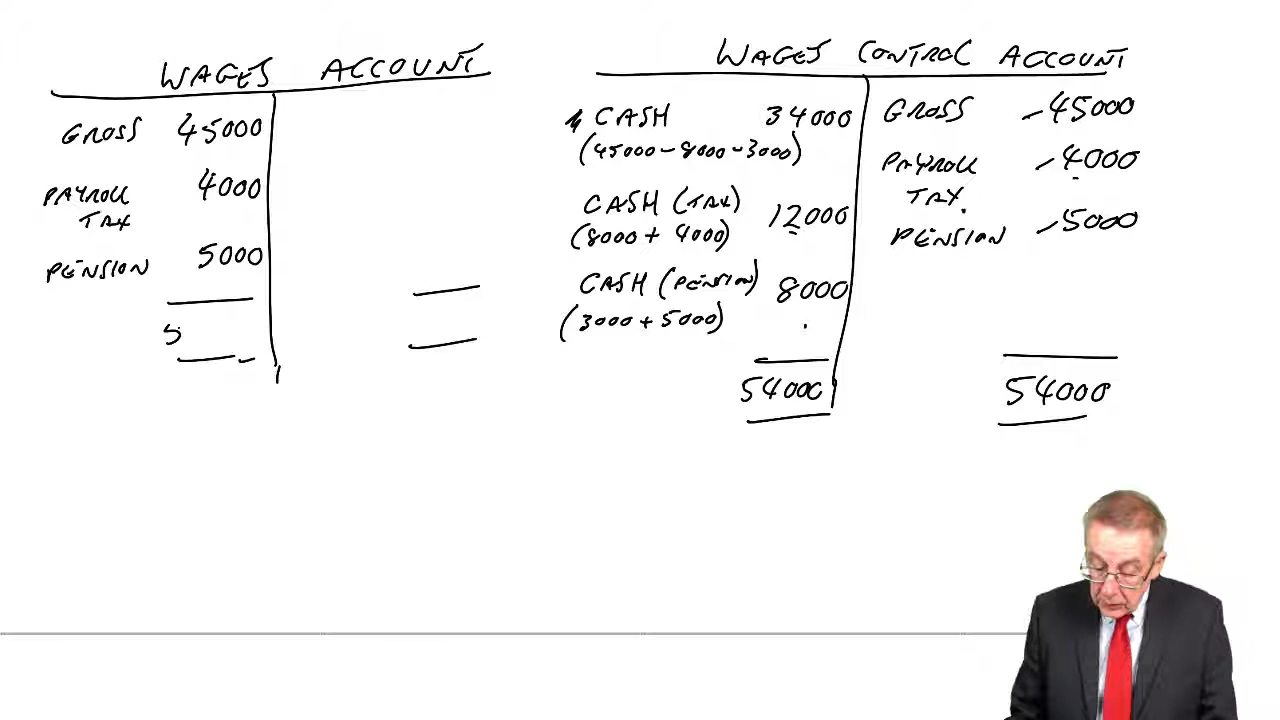 WAGES ACCOUNT
GROSS 45000
PAYROLL 4000
TAX
PENSION 5000
5
WAGES CONTROL ACCOUNT
CASH 34000
(45000 - 8000 - 3000)
CASH (TAX) 12000
(8000 + 4000)
CASH (PENSION) 8000
(3000 + 5000)
54000
GROSS 45000
PAYROLL 4000
TAX
PENSION 5000
54000